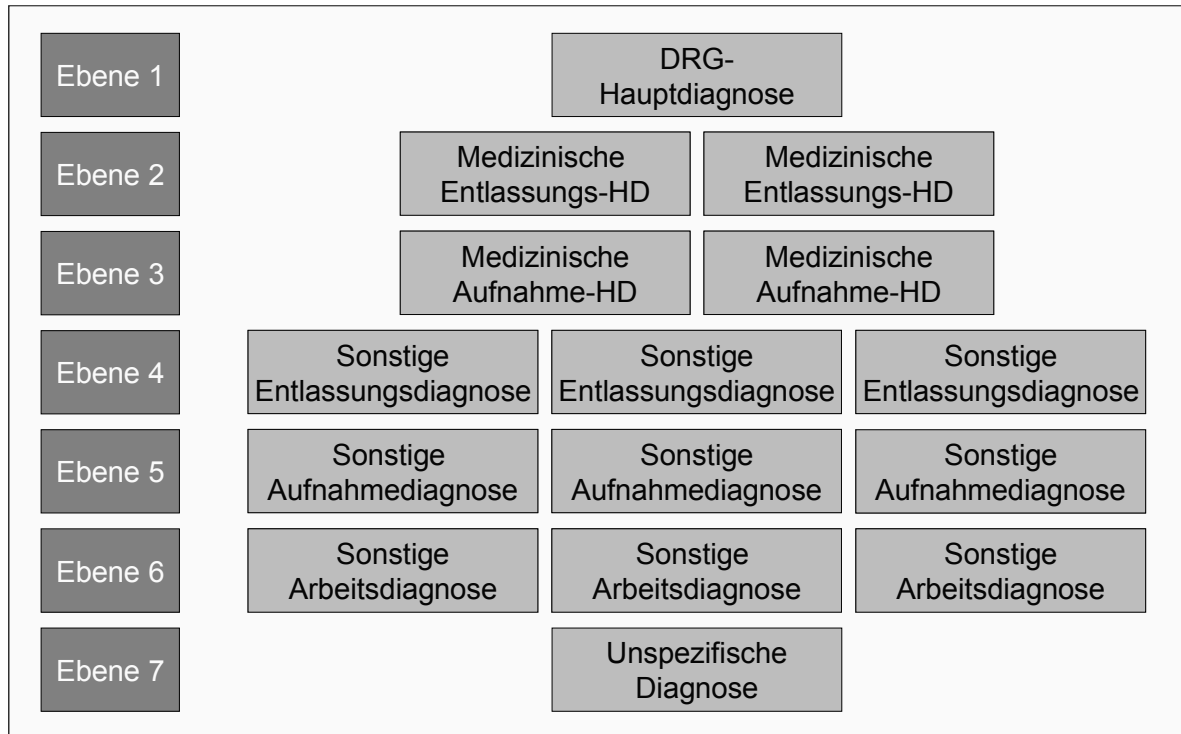 Ebene 1
DRG-
Hauptdiagnose
Ebene 2
Medizinische
Entlassungs-HD
Medizinische
Entlassungs-HD
Ebene 3
Medizinische
Aufnahme-HD
Medizinische
Aufnahme-HD
Ebene 4
Sonstige
Entlassungsdiagnose
Sonstige
Entlassungsdiagnose
Sonstige
Entlassungsdiagnose
Ebene 5
Sonstige
Aufnahmediagnose
Sonstige
Aufnahmediagnose
Sonstige
Aufnahmediagnose
Ebene 6
Sonstige
Arbeitsdiagnose
Sonstige
Arbeitsdiagnose
Sonstige
Arbeitsdiagnose
Ebene 7
Unspezifische
Diagnose